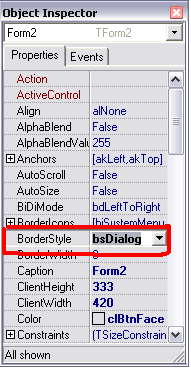 Object Inspector
Form2 TForm2
Properties Events
Action
ActiveControl
Align alNone
AlphaBlend False
AlphaBlendValu 255
Anchors [akLeft,akTop]
AutoScroll False
AutoSize False
BiDiMode bdLeftToRight
BorderIcons [biSystemMenu
BorderStyle bsDialog
BorderWidth 0
Caption Form2
ClientHeight 333
ClientWidth 420
Color clBtnFace
Constraints (TSizeConstrain
All shown